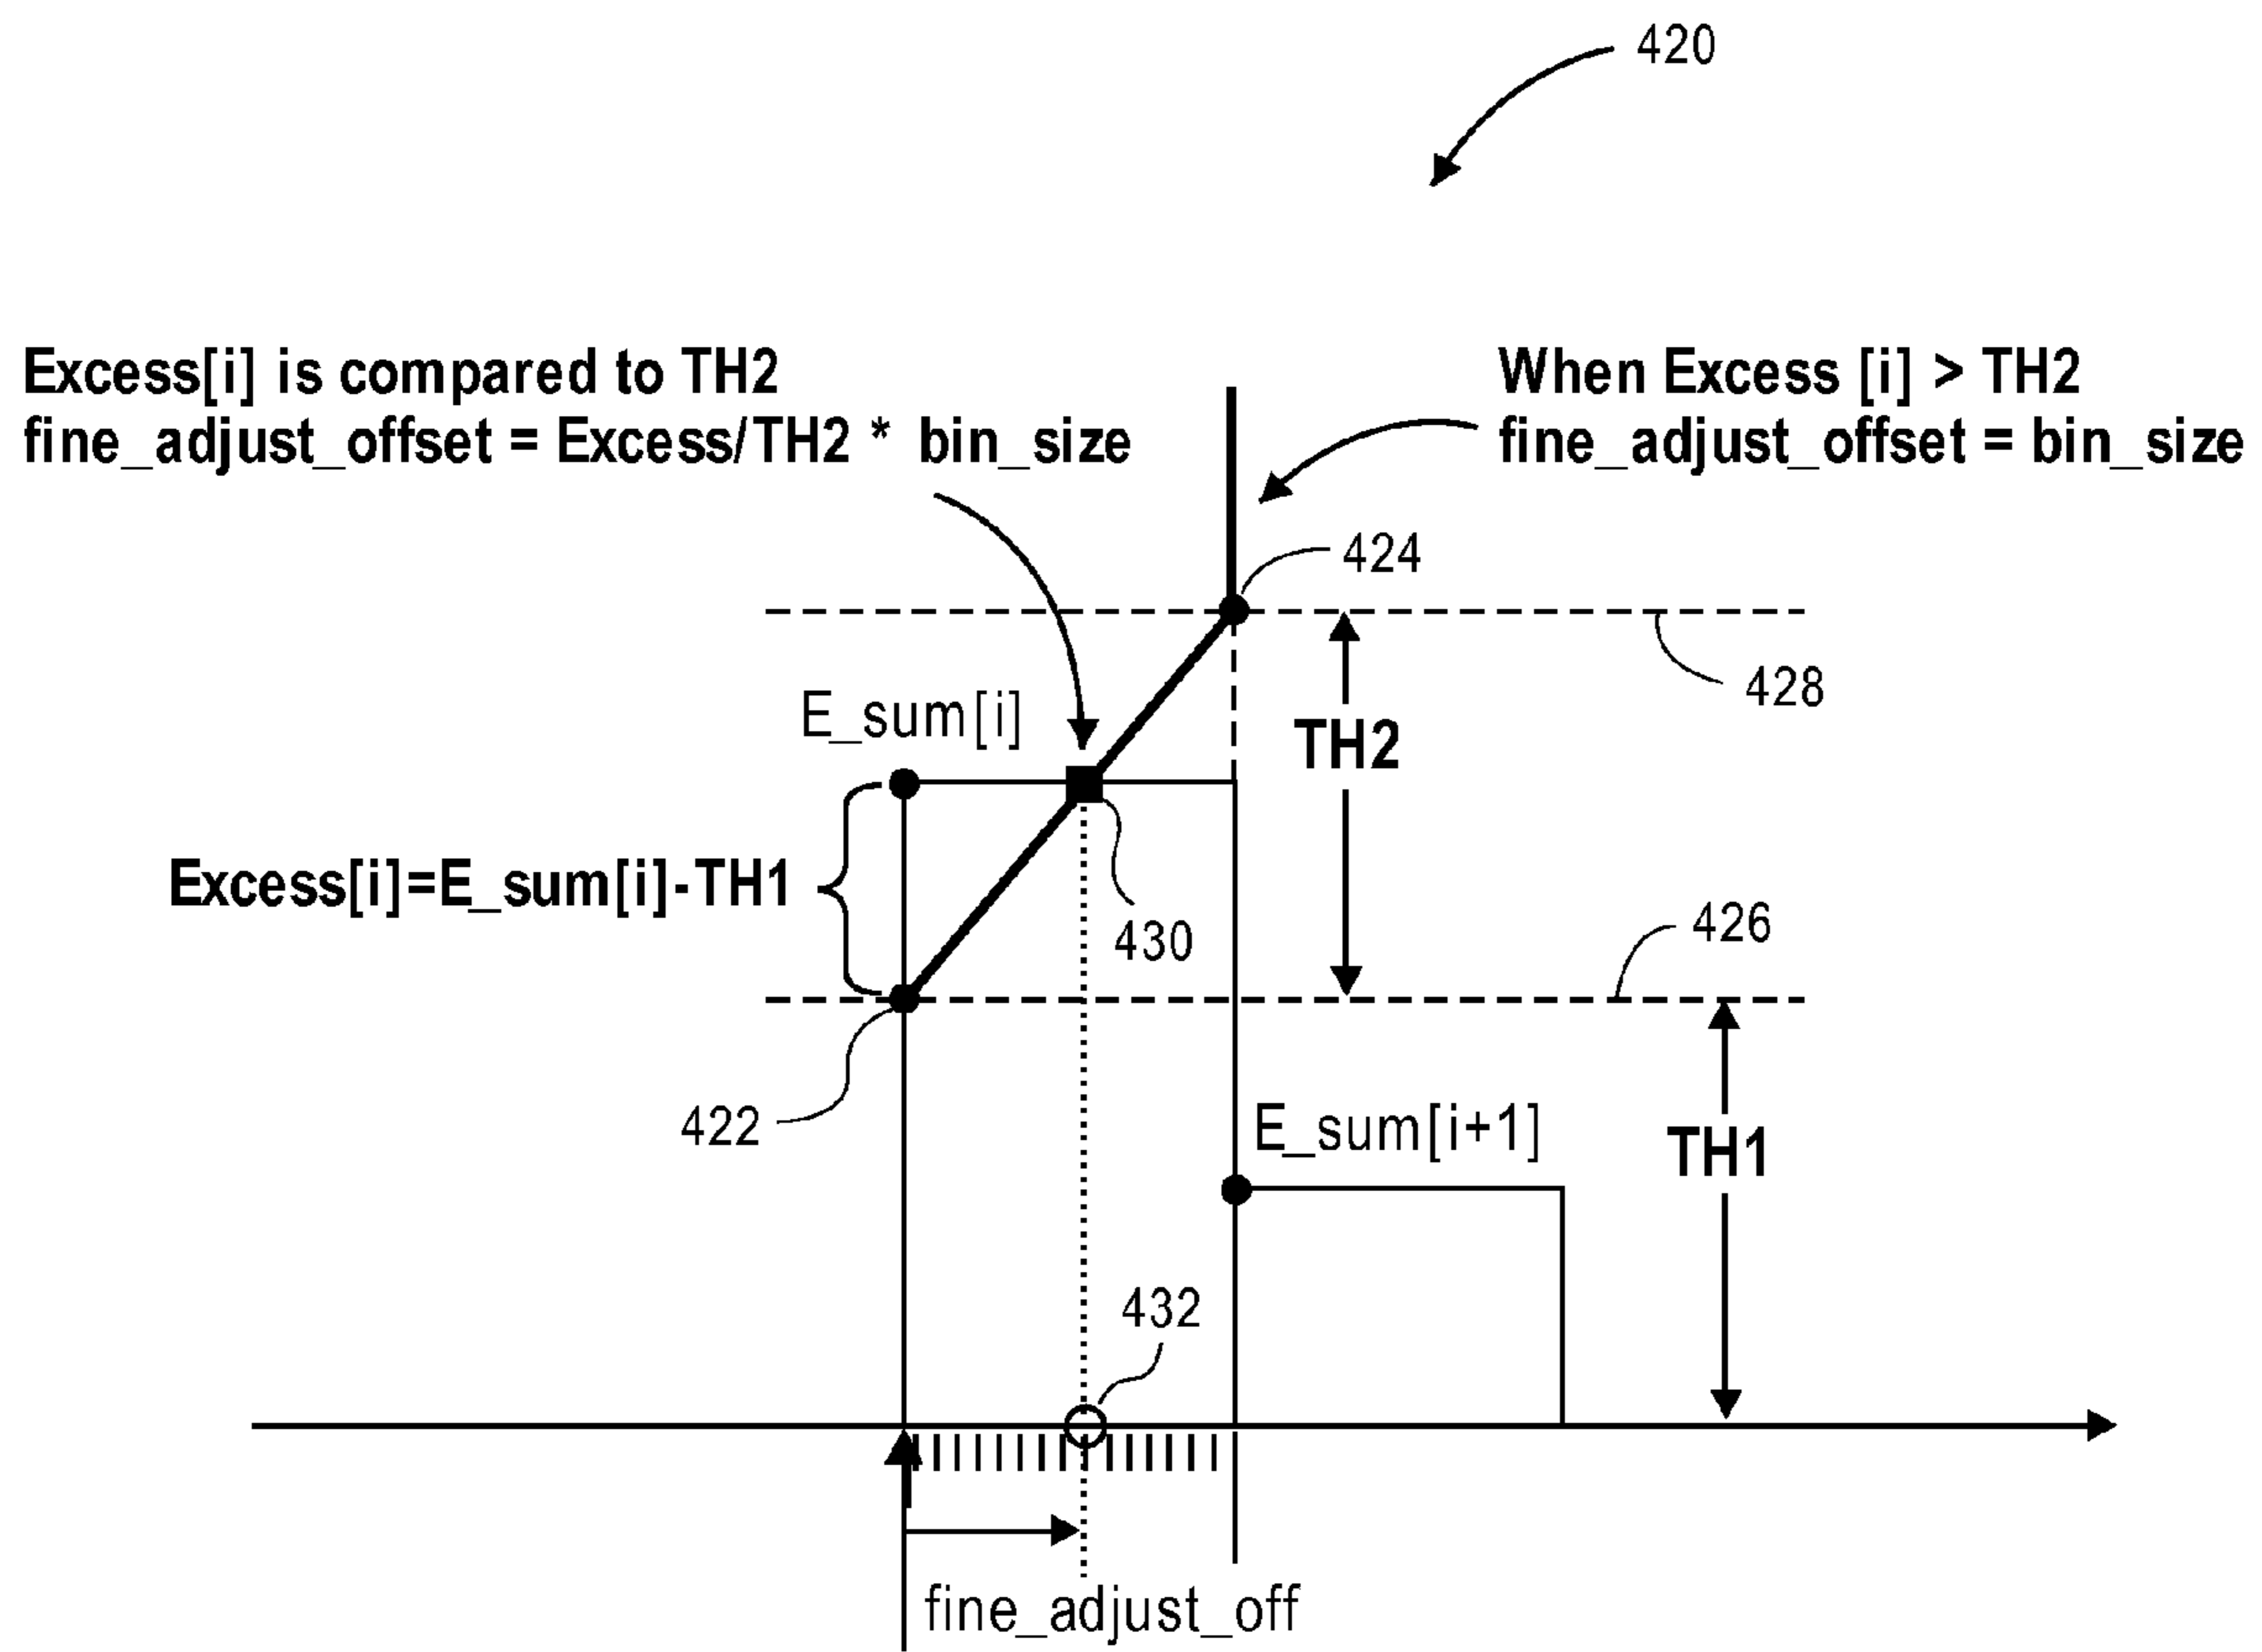 420
Excess[i] is compared to TH2
fine_adjust_offset = Excess/TH2 * bin_size
When Excess [i] > TH2
fine_adjust_offset = bin_size
424
428
E_sum[i]
TH2
Excess[i]=E_sum[i]-TH1
430
426
422
E_sum[i+1]
TH1
432
fine_adjust_off